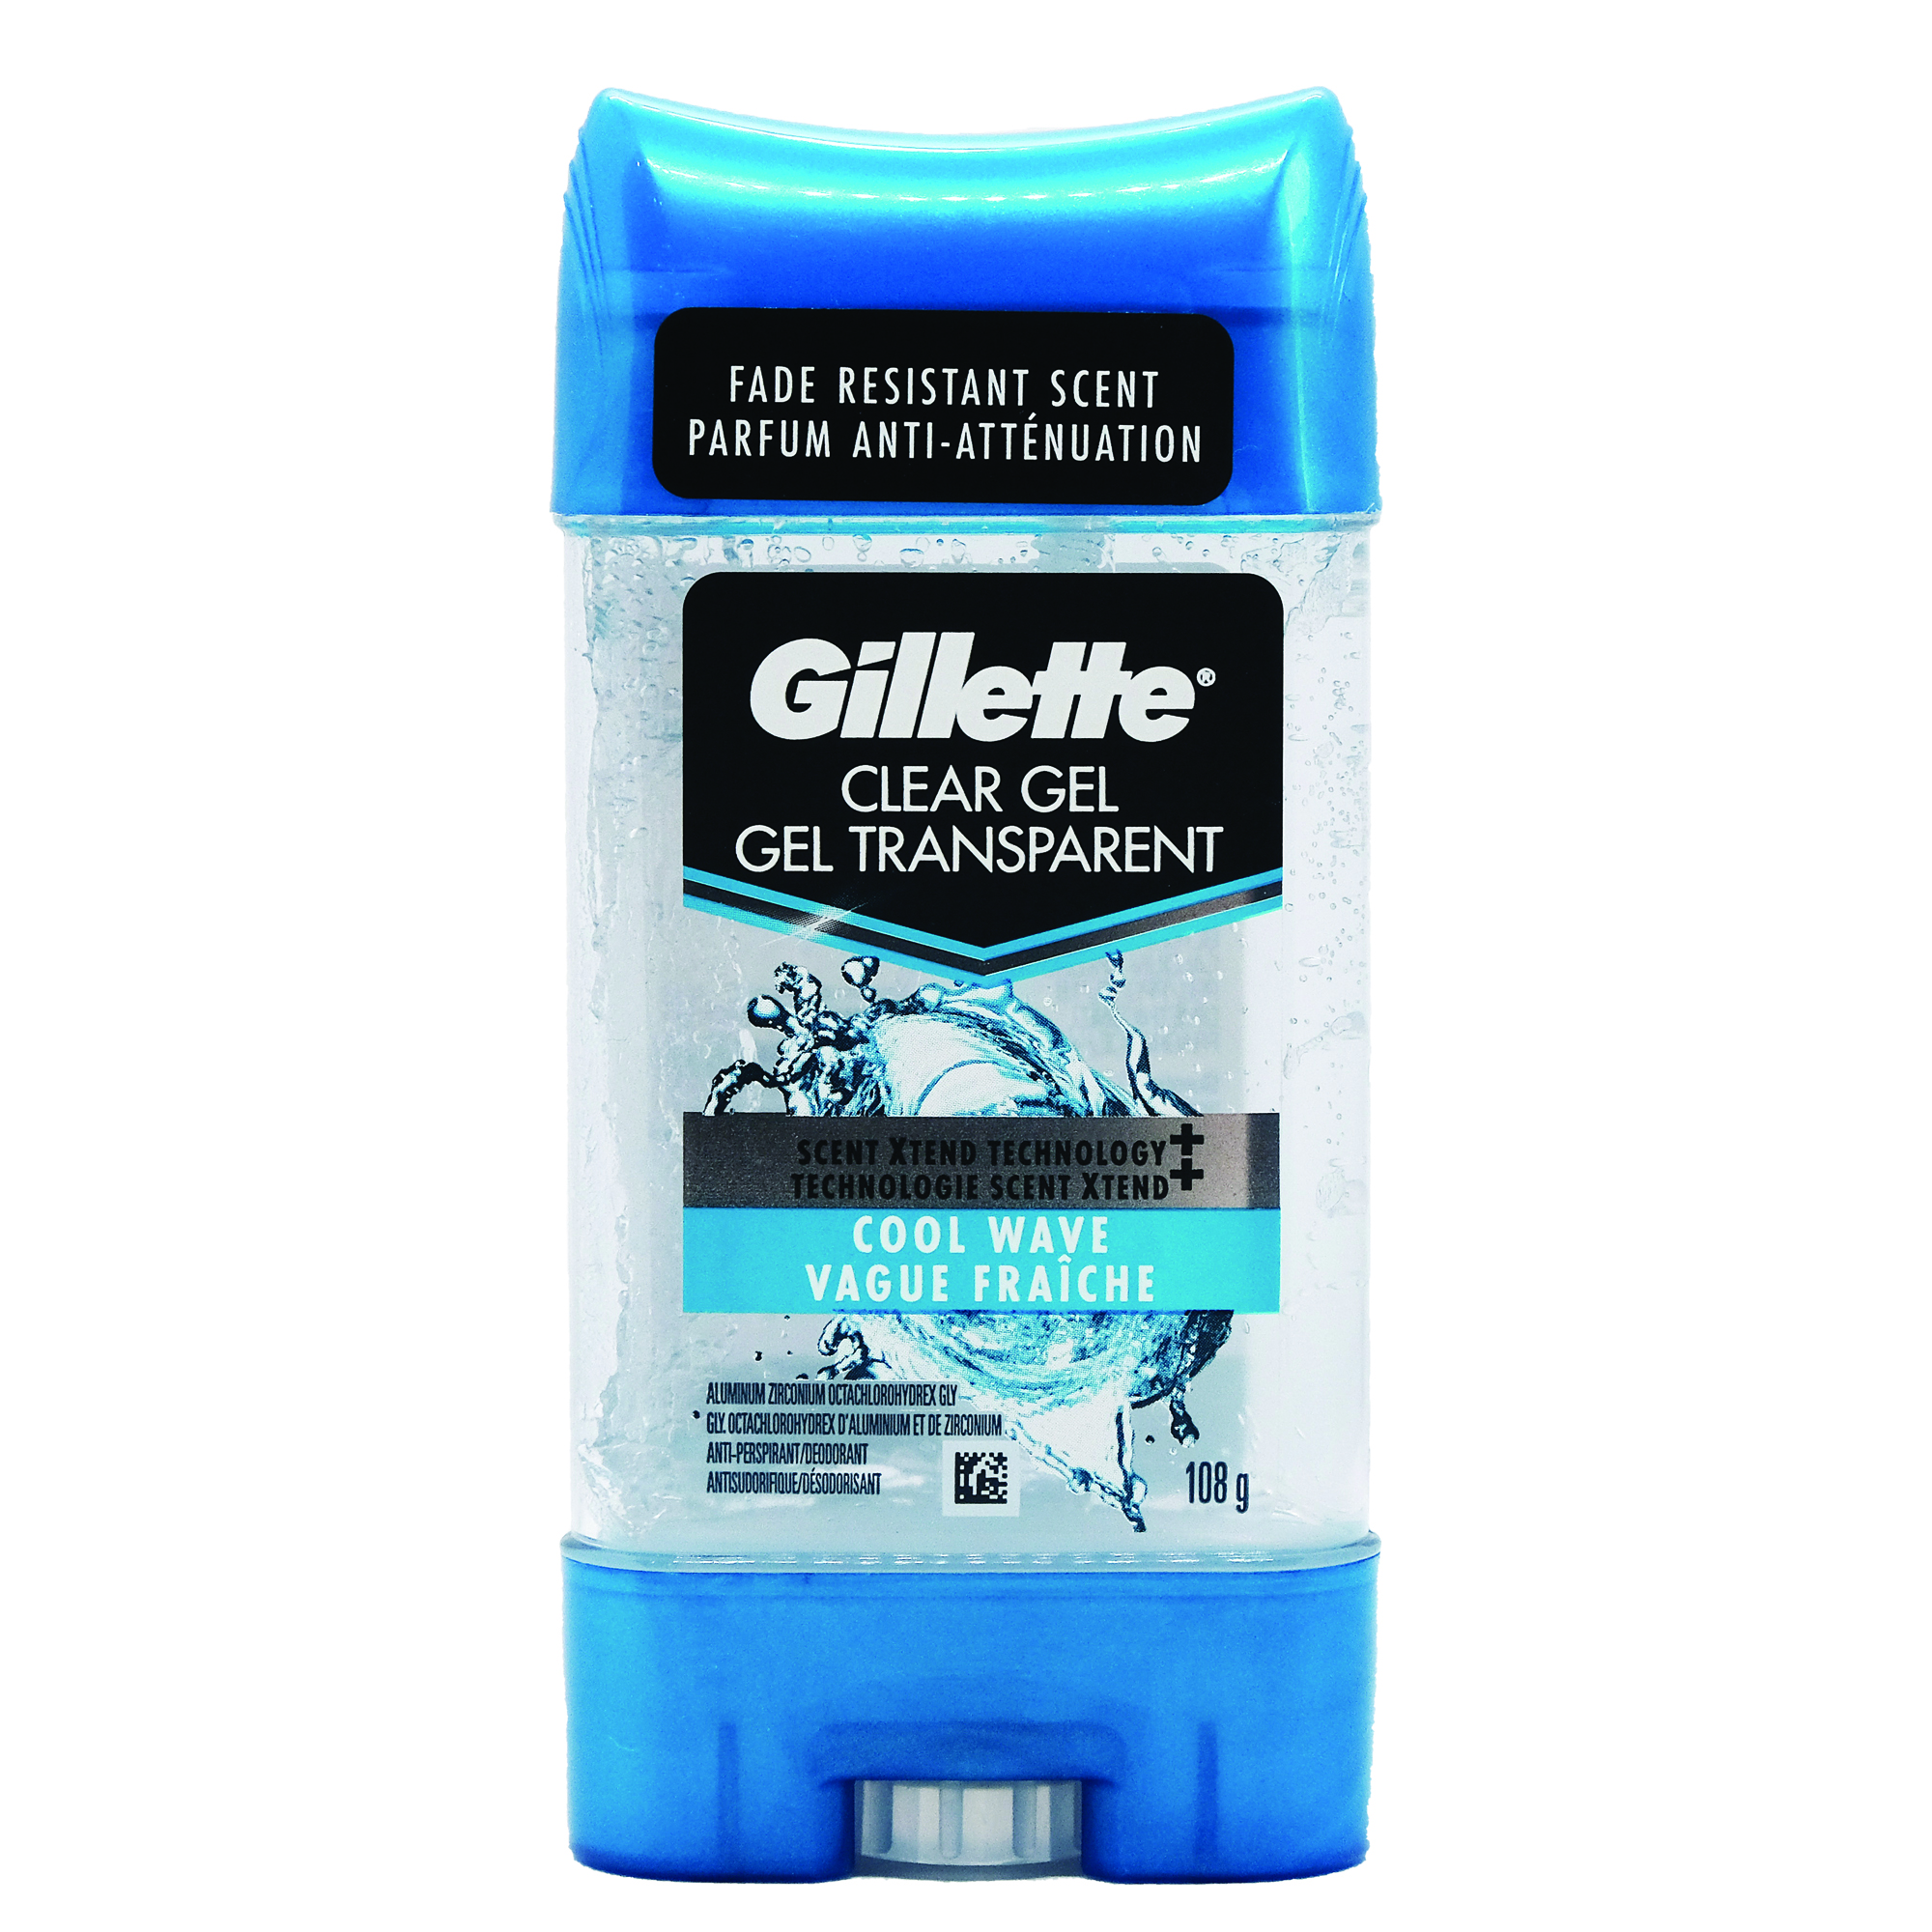 FADE RESISTANT SCENT
PARFUM ANTI-ATTÉNUATION
Gillette®
CLEAR GEL
GEL TRANSPARENT
SCENT XTEND TECHNOLOGY‡
TECHNOLOGIE SCENT XTEND
COOL WAVE
VAGUE FRAÎCHE
ALUMINUM ZIRCONIUM OCTACHLOROHYDREX GLY
GLY. OCTACHLOROHYDREX D'ALUMINIUM ET DE ZIRCONIUM
ANTI-PERSPIRANT/DEODORANT
ANTISUDORIFIQUE/DÉSODORISANT
108 g